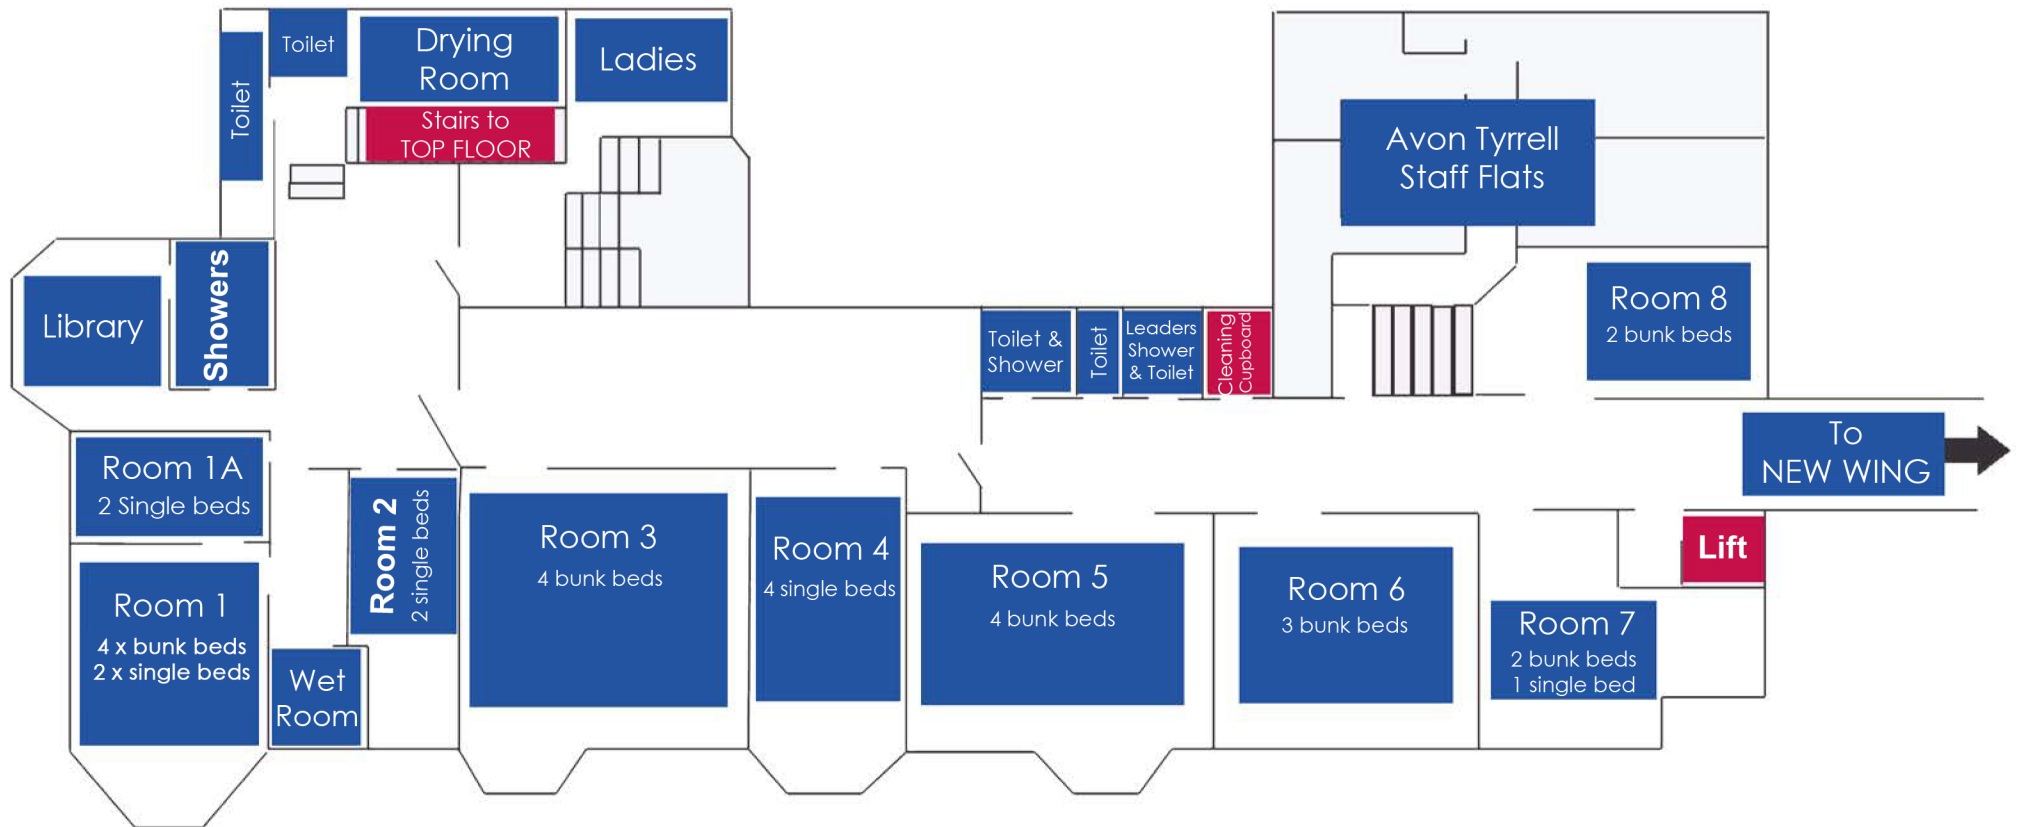 Toilet
Toilet
Drying
Room
Ladies
Stairs to
TOP FLOOR
Avon Tyrrell
Staff Flats
Library
Showers
Toilet &
Shower
Toilet
Leaders
Shower
& Toilet
Cleaning
Cupboard
Room 8
2 bunk beds
To
NEW WING
Room 1A
2 Single beds
Room 1
4 x bunk beds
2 x single beds
Wet
Room
Room 2
2 single beds
Room 3
4 bunk beds
Room 4
4 single beds
Room 5
4 bunk beds
Room 6
3 bunk beds
Room 7
2 bunk beds
1 single bed
Lift